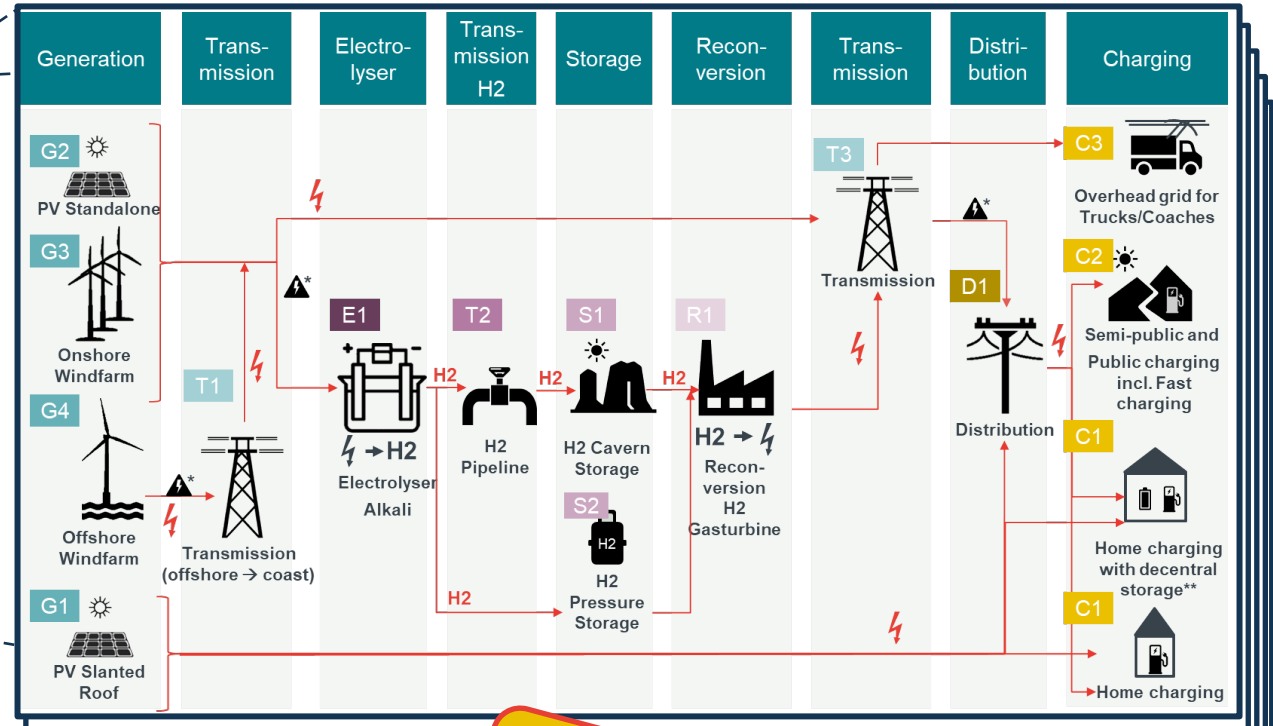 Generation
Trans-
mission
Electro-
lyser
Trans-
mission
H2
Storage
Recon-
version
Trans-
mission
Distri-
bution
Charging
G2
PV Standalone
G3
Onshore
Windfarm
G4
Offshore
Windfarm
G1
PV Slanted
Roof
*
T1
Transmission
(offshore → coast)
*
E1
→ H2
Electrolyser
Alkali
H2
H2
T2
H2
Pipeline
H2
S1
H2 Cavern
Storage
S2
H2
H2
Pressure
Storage
H2
R1
H2 →
Recon-
version
H2
Gasturbine
T3
Transmission
*
D1
Distribution
C3
Overhead grid for
Trucks/Coaches
C2
Semi-public and
Public charging
incl. Fast
charging
C1
Home charging
with decentral
storage**
C1
Home charging